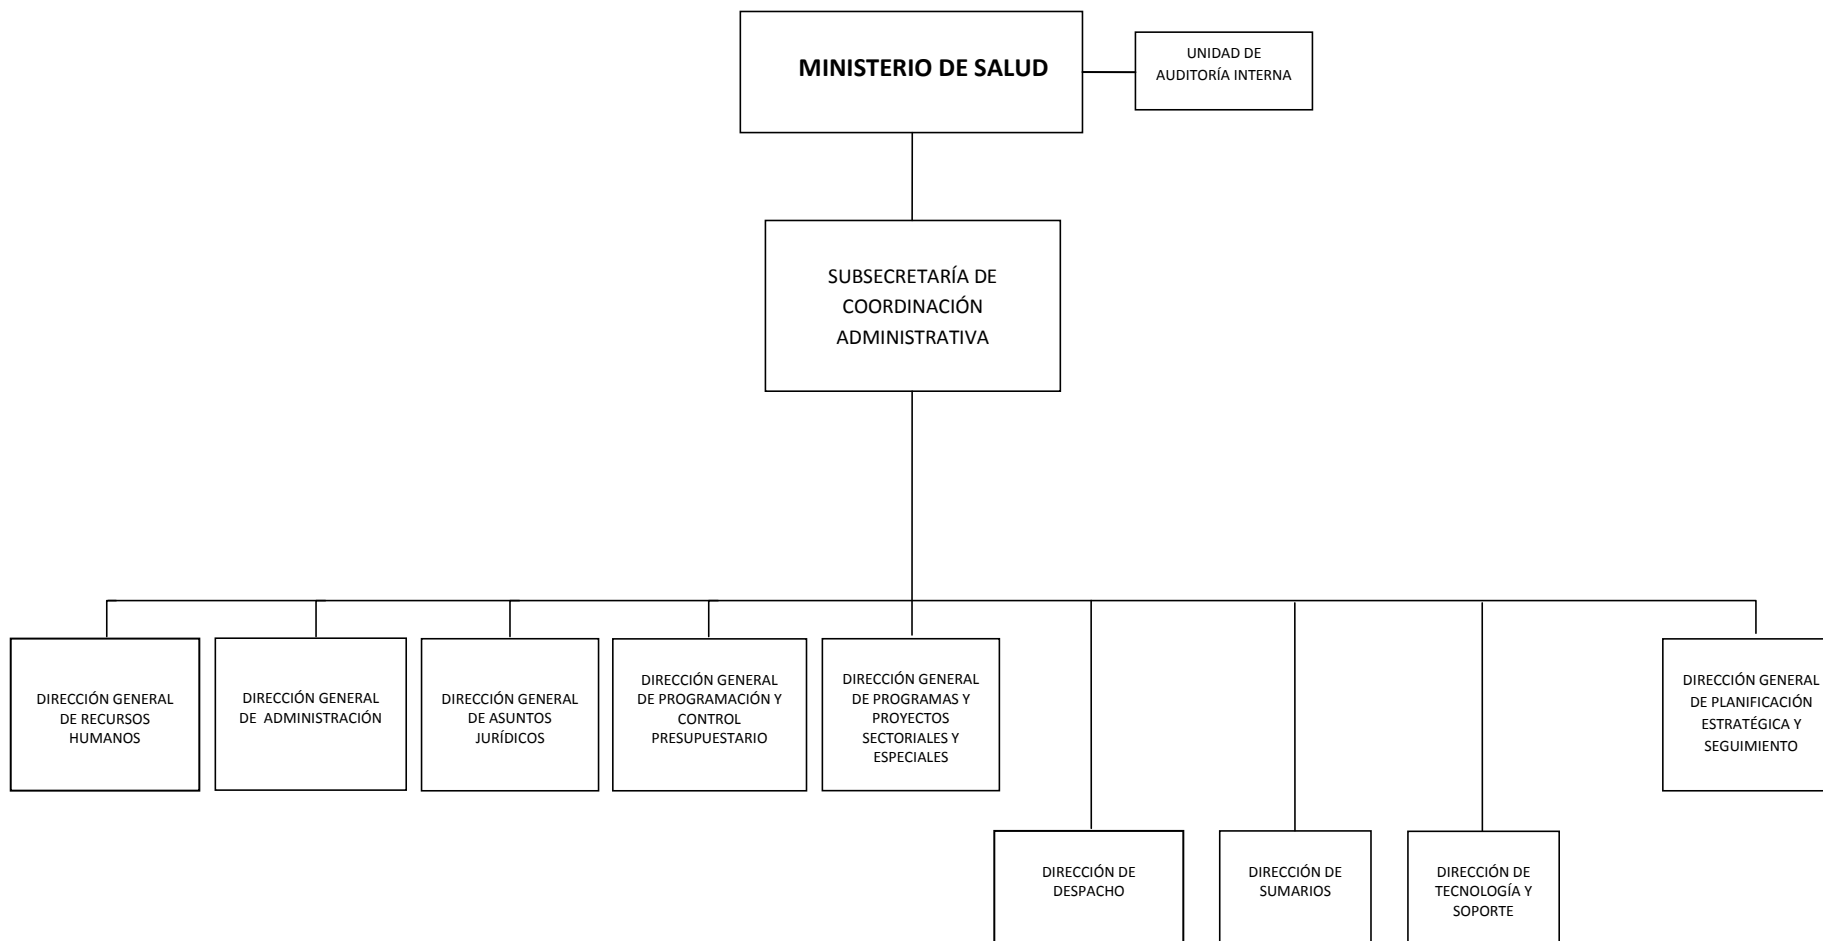 MINISTERIO DE SALUD
UNIDAD DE
AUDITORÍA INTERNA
SUBSECRETARÍA DE
COORDINACIÓN
ADMINISTRATIVA
DIRECCIÓN GENERAL
DE RECURSOS
HUMANOS
DIRECCIÓN GENERAL
DE ADMINISTRACIÓN
DIRECCIÓN GENERAL
DE ASUNTOS
JURÍDICOS
DIRECCIÓN GENERAL
DE PROGRAMACIÓN Y
CONTROL
PRESUPUESTARIO
DIRECCIÓN GENERAL
DE PROGRAMAS Y
PROYECTOS
SECTORIALES Y
ESPECIALES
DIRECCIÓN GENERAL
DE PLANIFICACIÓN
ESTRATÉGICA Y
SEGUIMIENTO
DIRECCIÓN DE
DESPACHO
DIRECCIÓN DE
SUMARIOS
DIRECCIÓN DE
TECNOLOGÍA Y
SOPORTE